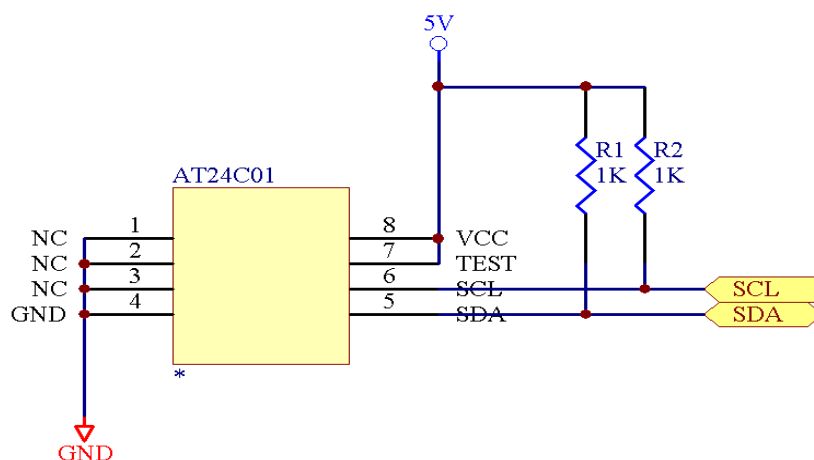 5V
R1
1K
R2
1K
AT24C01
NC
1
8
VCC
NC
2
7
TEST
NC
3
6
SCL
SCL
GND
4
5
SDA
SDA
*
GND